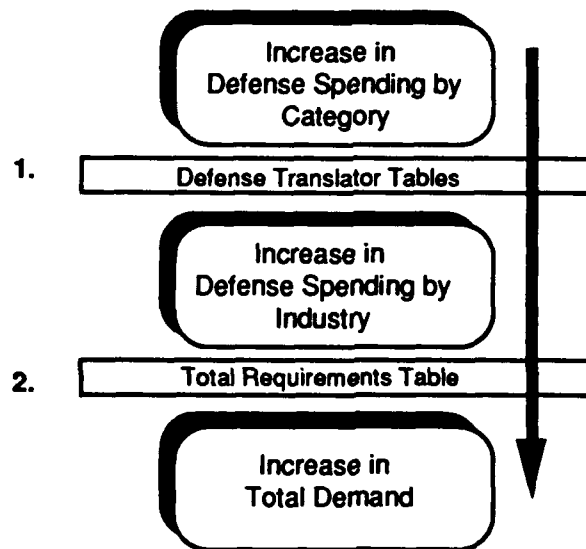 Increase in
Defense Spending by
Category
1. Defense Translator Tables
Increase in
Defense Spending by
Industry
2. Total Requirements Table
Increase in
Total Demand